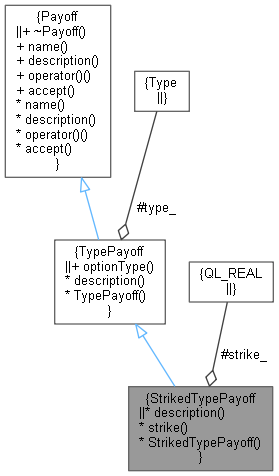 {Payoff
||+ ~Payoff()
+ name()
+ description()
+ operator()()
+ accept()
* name()
* description()
* operator()()
* accept()
}
{Type
||}
#type_
{TypePayoff
||+ optionType()
* description()
* TypePayoff()
}
{QL_REAL
||}
#strike_
{StrikedTypePayoff
||* description()
* strike()
* StrikedTypePayoff()
}